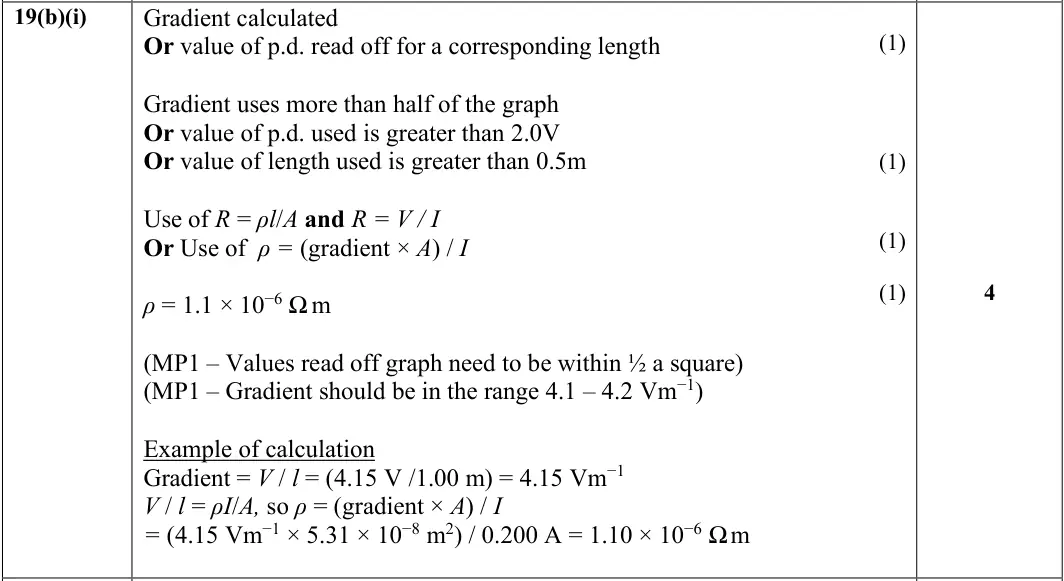 19(b)(i)
Gradient calculated
Or value of p.d. read off for a corresponding length (1)
Gradient uses more than half of the graph
Or value of p.d. used is greater than 2.0V
Or value of length used is greater than 0.5m (1)
Use of R = ρl/A and R = V / I
Or Use of ρ = (gradient × A) / I (1)
ρ = 1.1 × 10⁻⁶ Ω m (1) 4
(MP1 – Values read off graph need to be within ½ a square)
(MP1 – Gradient should be in the range 4.1 – 4.2 Vm⁻¹)
Example of calculation
Gradient = V / l = (4.15 V /1.00 m) = 4.15 Vm⁻¹
V / l = ρI/A, so ρ = (gradient × A) / I
= (4.15 Vm⁻¹ × 5.31 × 10⁻⁸ m²) / 0.200 A = 1.10 × 10⁻⁶ Ωm